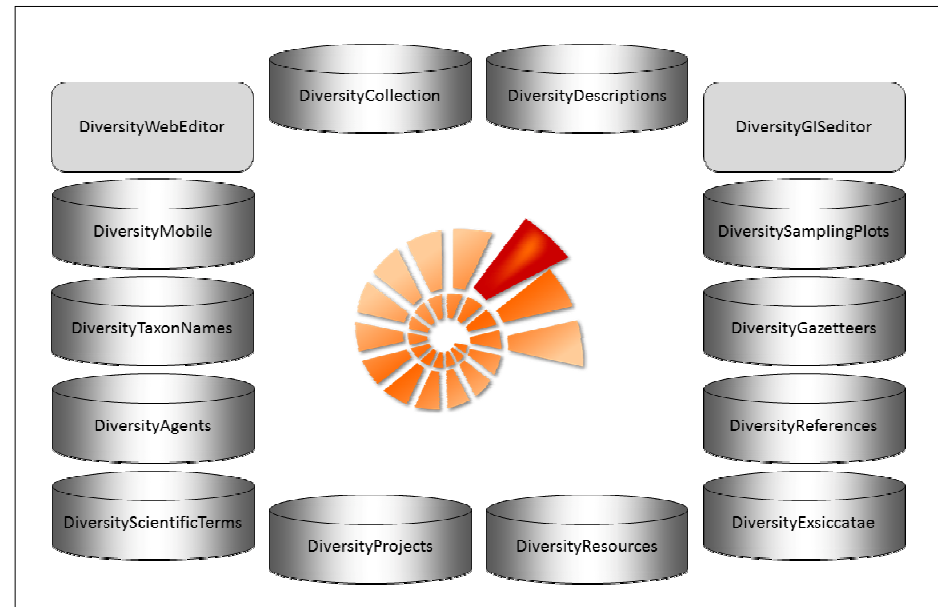 DiversityCollection
DiversityDescriptions
DiversityWebEditor
DiversityGISeditor
DiversityMobile
DiversitySamplingPlots
DiversityTaxonNames
DiversityGazetteers
DiversityAgents
DiversityReferences
DiversityScientificTerms
DiversityExsiccatae
DiversityProjects
DiversityResources